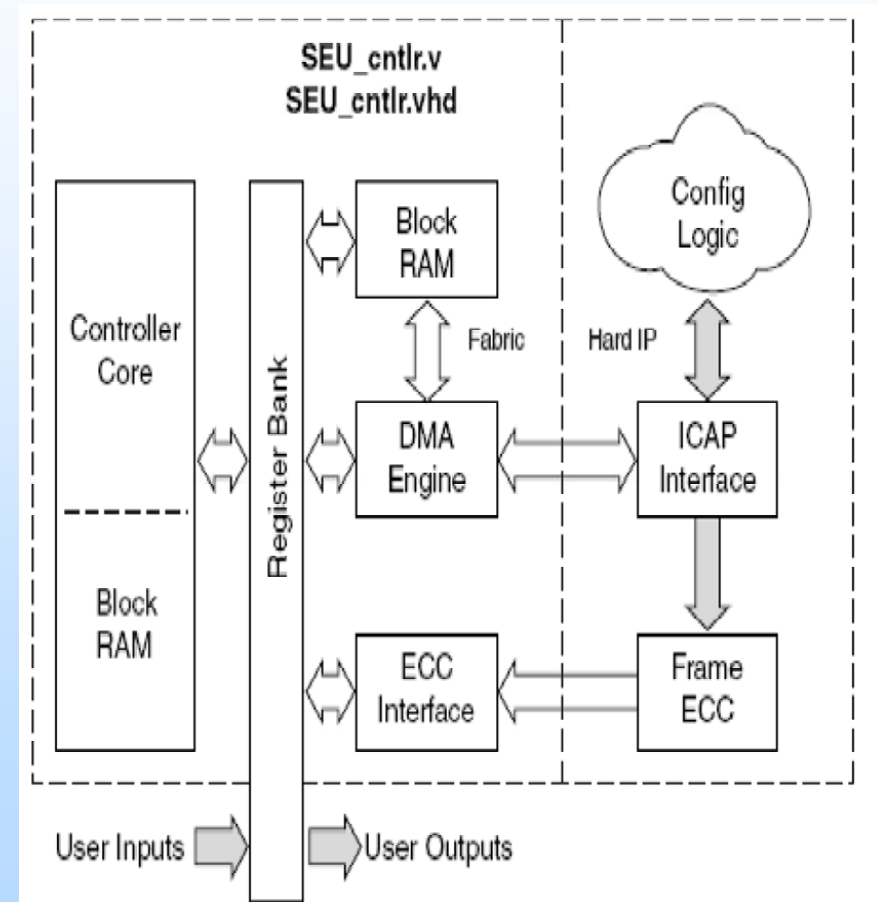 SEU_cntlr.v
SEU_cntlr.vhd
Controller
Core
Block
RAM
Register Bank
Block
RAM
Fabric
DMA
Engine
ECC
Interface
Config
Logic
Hard IP
ICAP
Interface
Frame
ECC
User Inputs
User Outputs